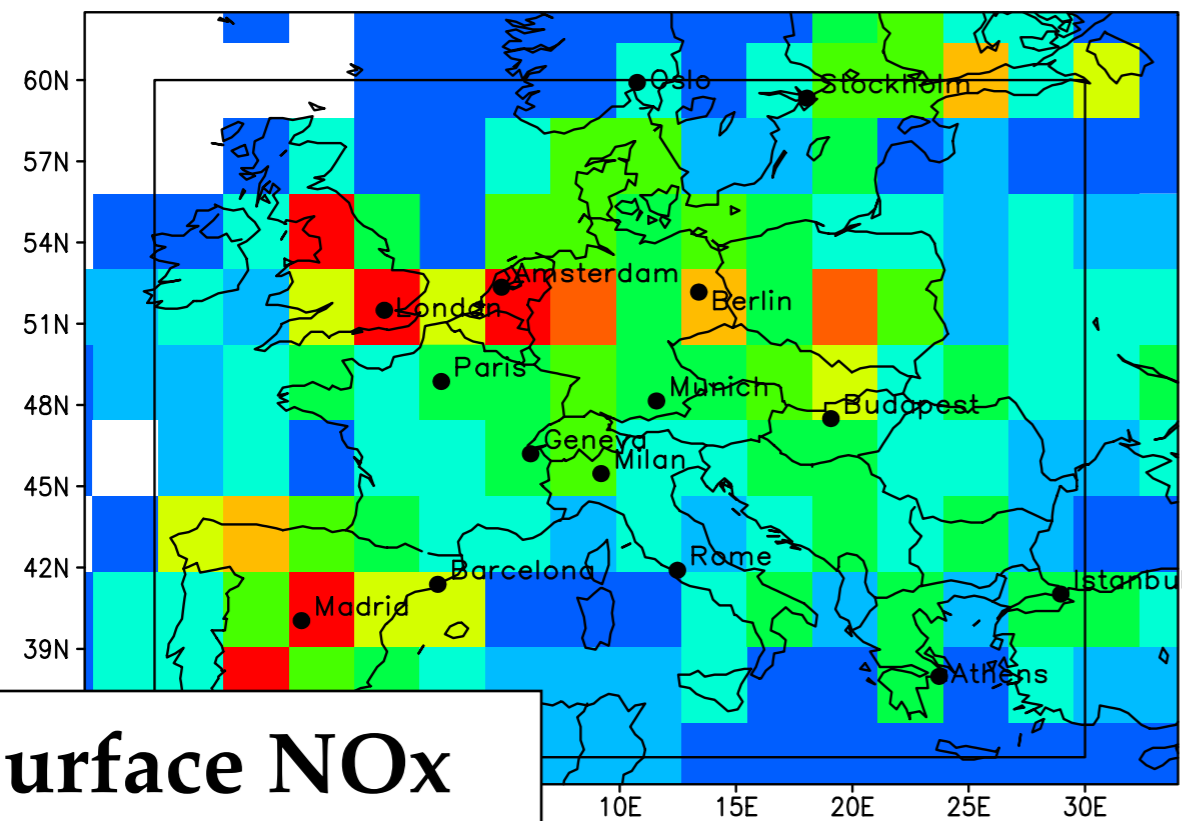 60N
Oslo
Stockholm
57N
54N
Amsterdam
London
Berlin
51N
Paris
Munich
48N
Budapest
Geneva
Milan
45N
Rome
42N
Barcelona
Istanbu
Madrid
39N
Athens
urface NOx
10E 15E 20E 25E 30E